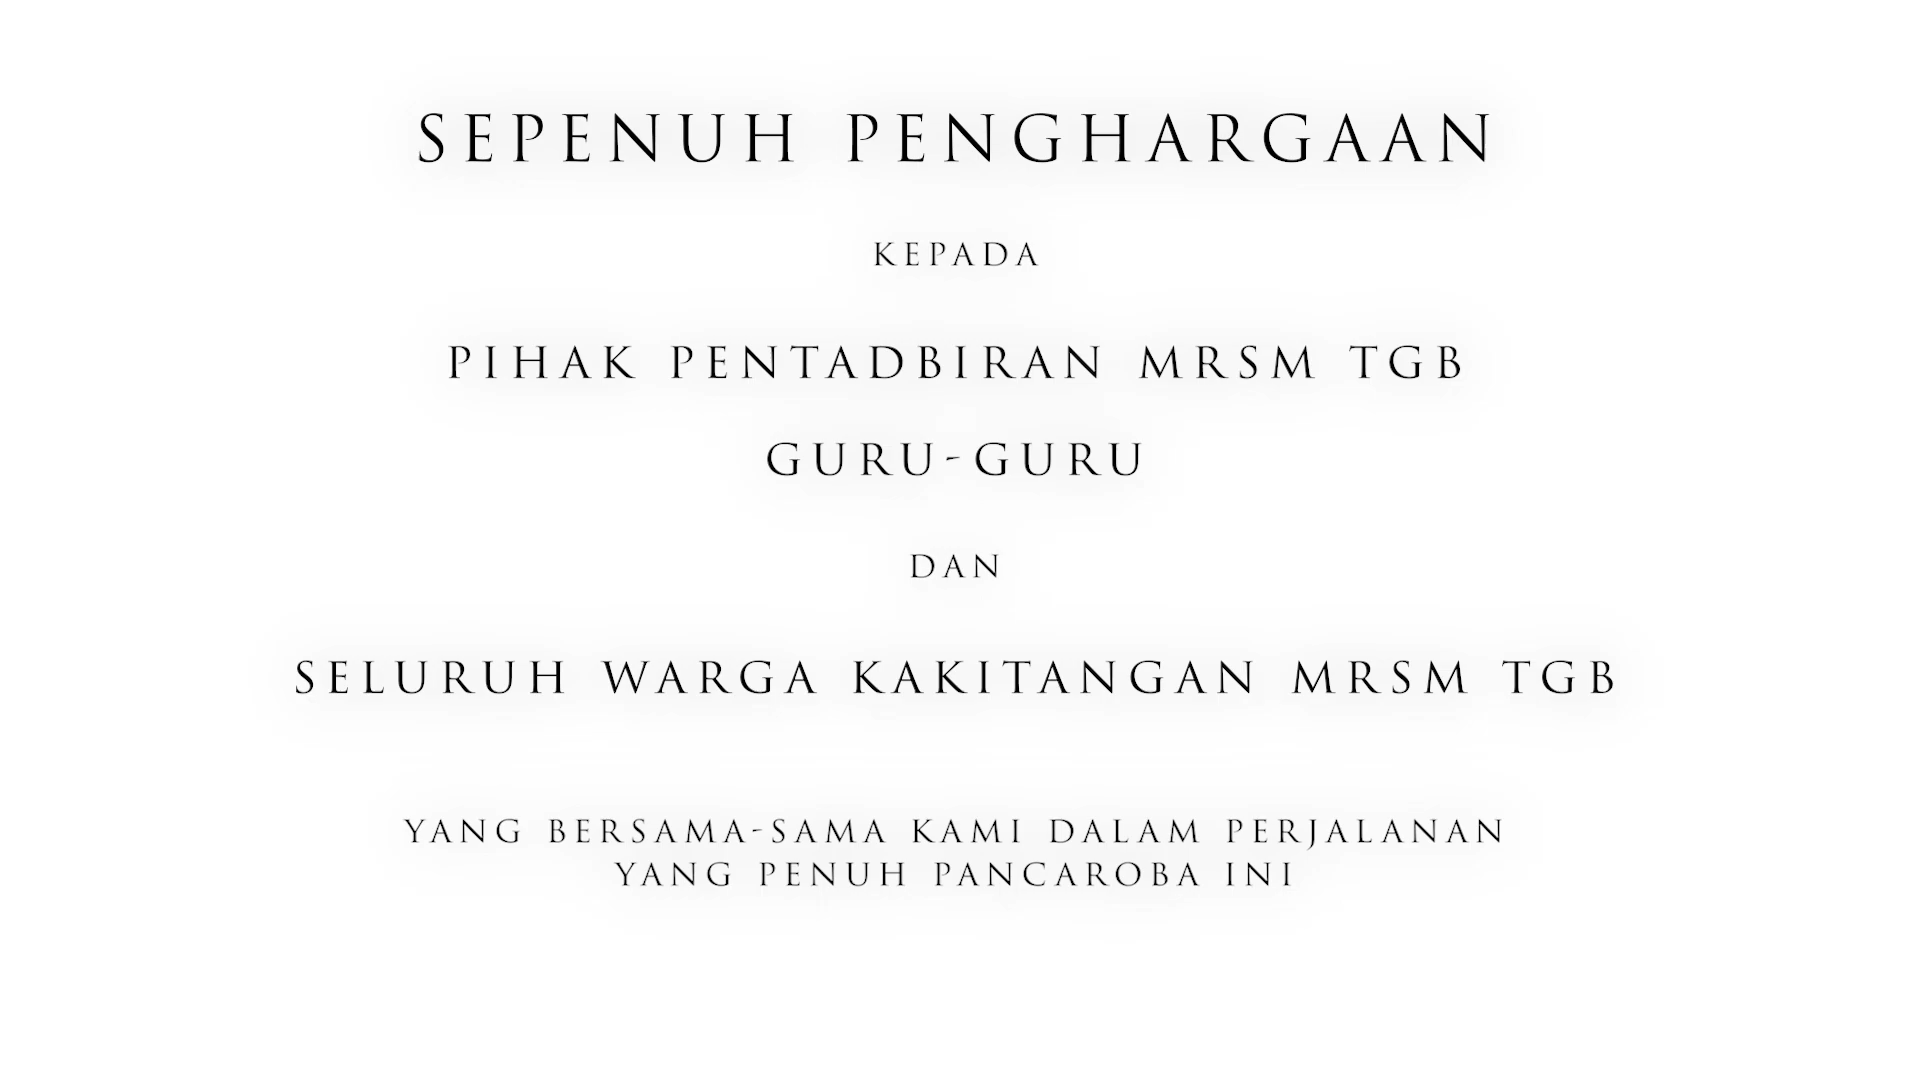 SEPENUH PENGHARGAAN
KEPADA
PIHAK PENTADBIRAN MRSM TGB
GURU-GURU
DAN
SELURUH WARGA KAKITANGAN MRSM TGB
YANG BERSAMA-SAMA KAMI DALAM PERJALANAN
YANG PENUH PANCAROBA INI